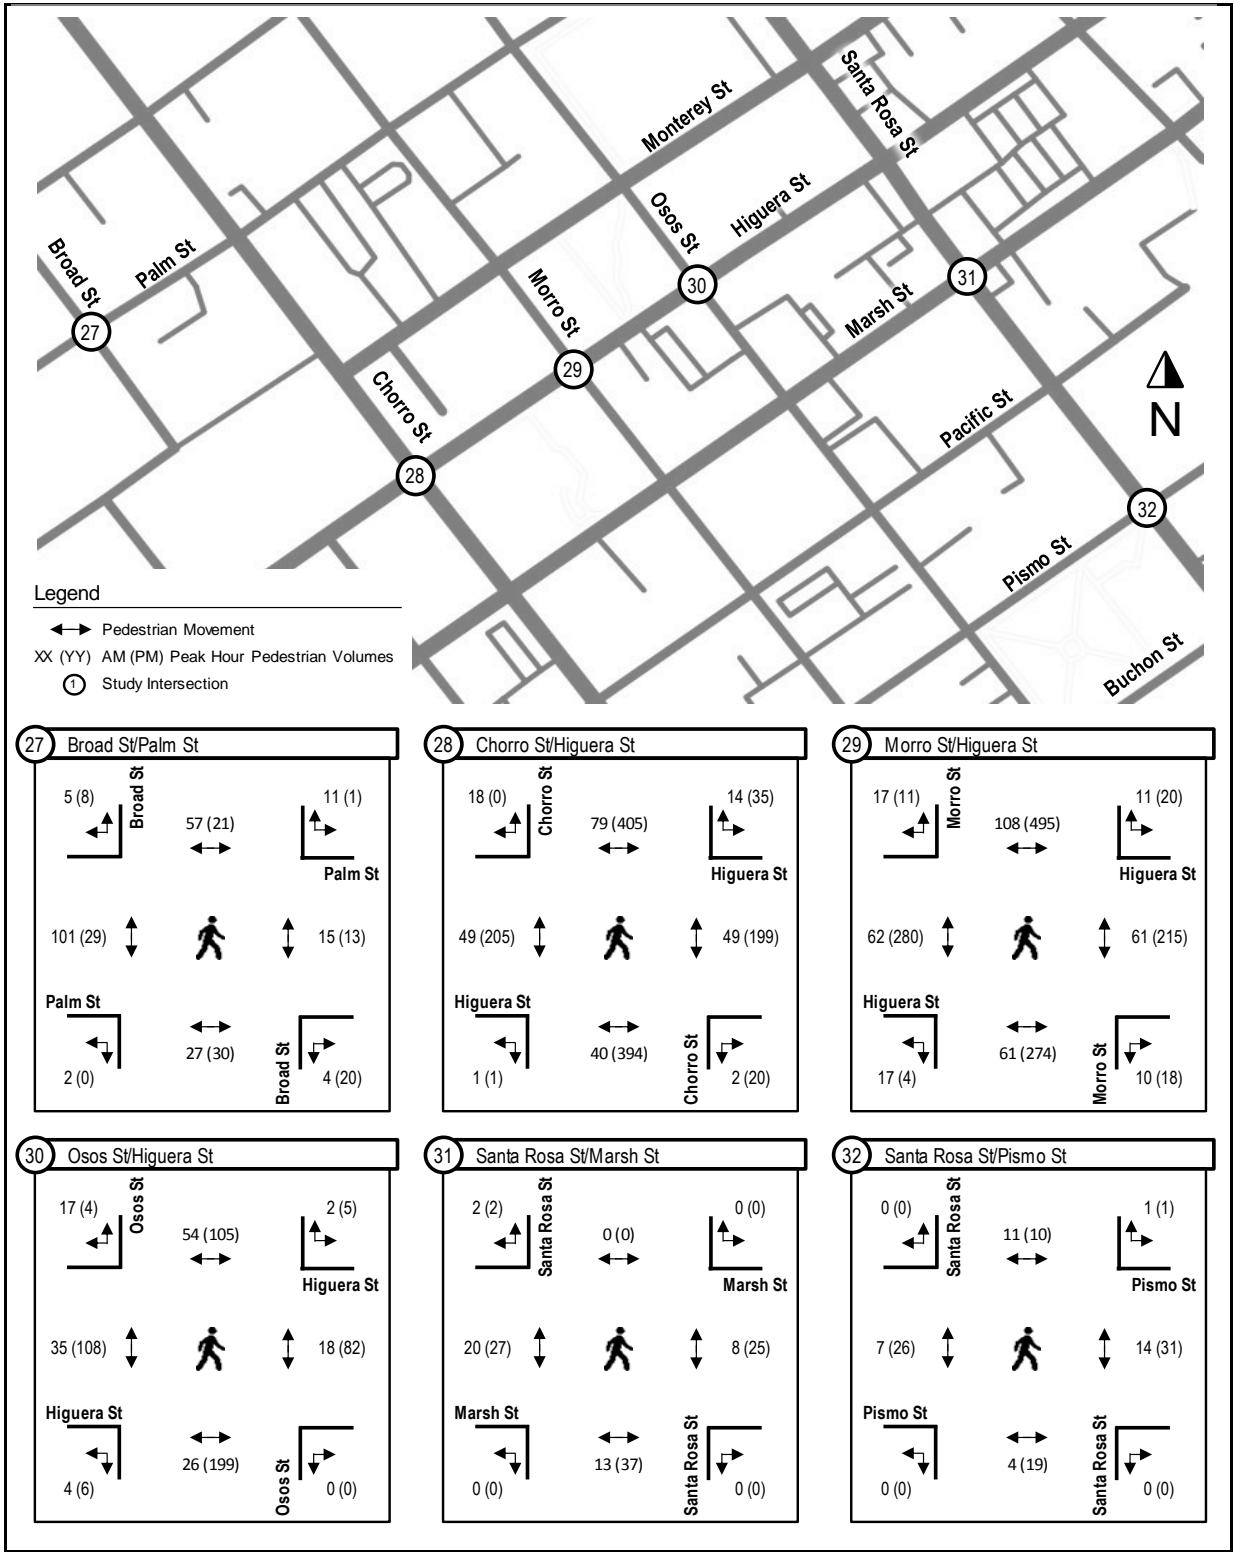 Monterey St
Santa Rosa St
Osos St
Higuera St
Broad St
Palm St
Morro St
Marsh St
Chorro St
Pacific St
Pismo St
Buchon St
27
28
29
30
31
32
N
Legend
Pedestrian Movement
XX (YY) AM (PM) Peak Hour Pedestrian Volumes
1 Study Intersection
27 Broad St/Palm St
5 (8)
Broad St
57 (21)
11 (1)
Palm St
101 (29)
15 (13)
Palm St
27 (30)
Broad St
2 (0)
4 (20)
28 Chorro St/Higuera St
18 (0)
Chorro St
79 (405)
14 (35)
Higuera St
49 (205)
49 (199)
Higuera St
40 (394)
Chorro St
1 (1)
2 (20)
29 Morro St/Higuera St
17 (11)
Morro St
108 (495)
11 (20)
Higuera St
62 (280)
61 (215)
Higuera St
61 (274)
Morro St
17 (4)
10 (18)
30 Osos St/Higuera St
17 (4)
Osos St
54 (105)
2 (5)
Higuera St
35 (108)
18 (82)
Higuera St
26 (199)
Osos St
4 (6)
0 (0)
31 Santa Rosa St/Marsh St
2 (2)
Santa Rosa St
0 (0)
0 (0)
Marsh St
20 (27)
8 (25)
Marsh St
13 (37)
Santa Rosa St
0 (0)
0 (0)
32 Santa Rosa St/Pismo St
0 (0)
Santa Rosa St
11 (10)
1 (1)
Pismo St
7 (26)
14 (31)
Pismo St
4 (19)
Santa Rosa St
0 (0)
0 (0)